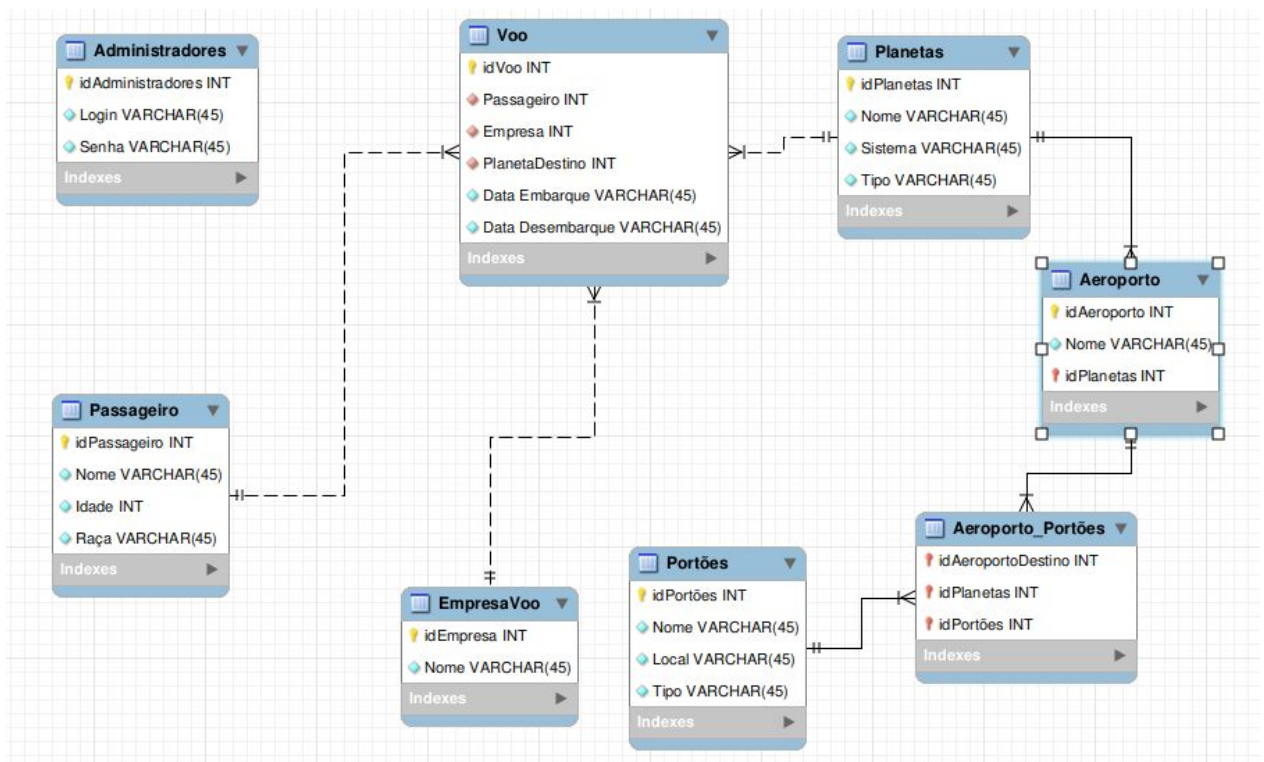 Administradores
idAdministradores INT
Login VARCHAR(45)
Senha VARCHAR(45)
Indexes
Voo
idVoo INT
Passageiro INT
Empresa INT
PlanetaDestino INT
Data Embarque VARCHAR(45)
Data Desembarque VARCHAR(45)
Indexes
Planetas
idPlanetas INT
Nome VARCHAR(45)
Sistema VARCHAR(45)
Tipo VARCHAR(45)
Indexes
Aeroporto
idAeroporto INT
Nome VARCHAR(45)
idPlanetas INT
Indexes
Passageiro
idPassageiro INT
Nome VARCHAR(45)
Idade INT
Raça VARCHAR(45)
Indexes
EmpresaVoo
idEmpresa INT
Nome VARCHAR(45)
Indexes
Portões
idPortões INT
Nome VARCHAR(45)
Local VARCHAR(45)
Tipo VARCHAR(45)
Indexes
Aeroporto_Portões
idAeroportoDestino INT
idPlanetas INT
idPortões INT
Indexes